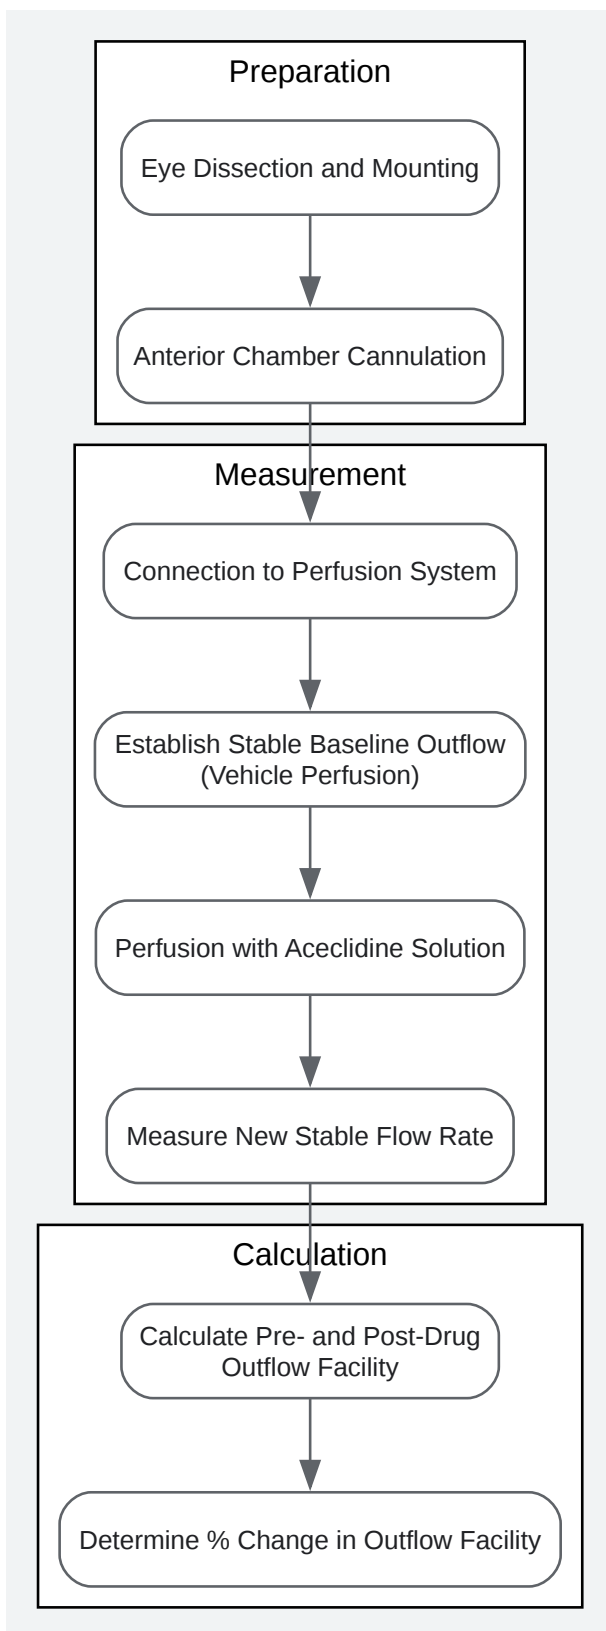 Preparation
Eye Dissection and Mounting
Anterior Chamber Cannulation
Measurement
Connection to Perfusion System
Establish Stable Baseline Outflow
(Vehicle Perfusion)
Perfusion with Aceclidine Solution
Measure New Stable Flow Rate
Calculation
Calculate Pre- and Post-Drug
Outflow Facility
Determine % Change in Outflow Facility